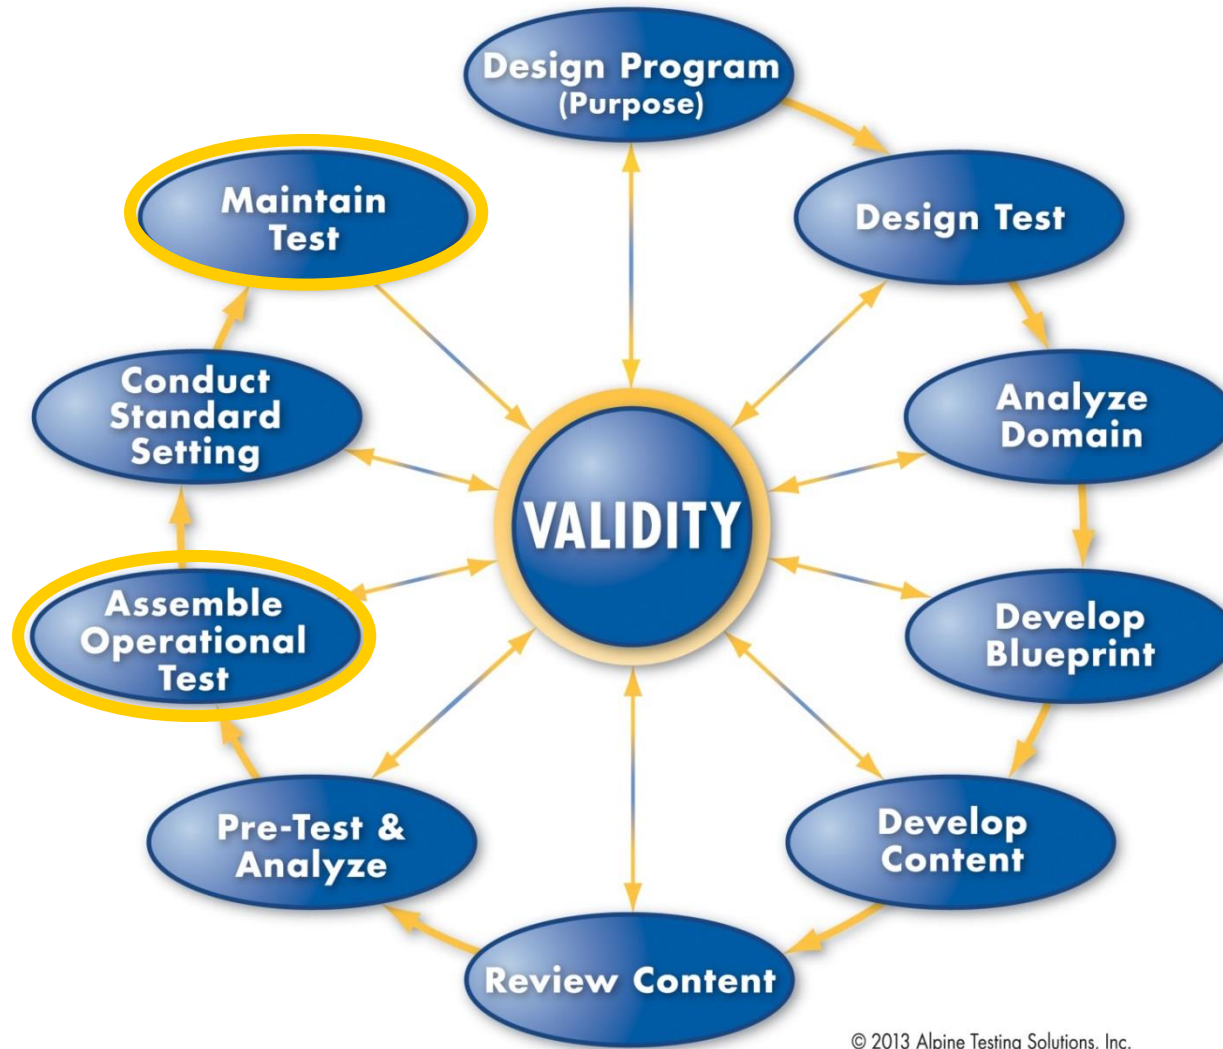 Design Program
(Purpose)
Design Test
Analyze
Domain
Develop
Blueprint
Develop
Content
Review Content
Pre-Test &
Analyze
Assemble
Operational
Test
Conduct
Standard
Setting
Maintain
Test
VALIDITY
© 2013 Alpine Testing Solutions, Inc.